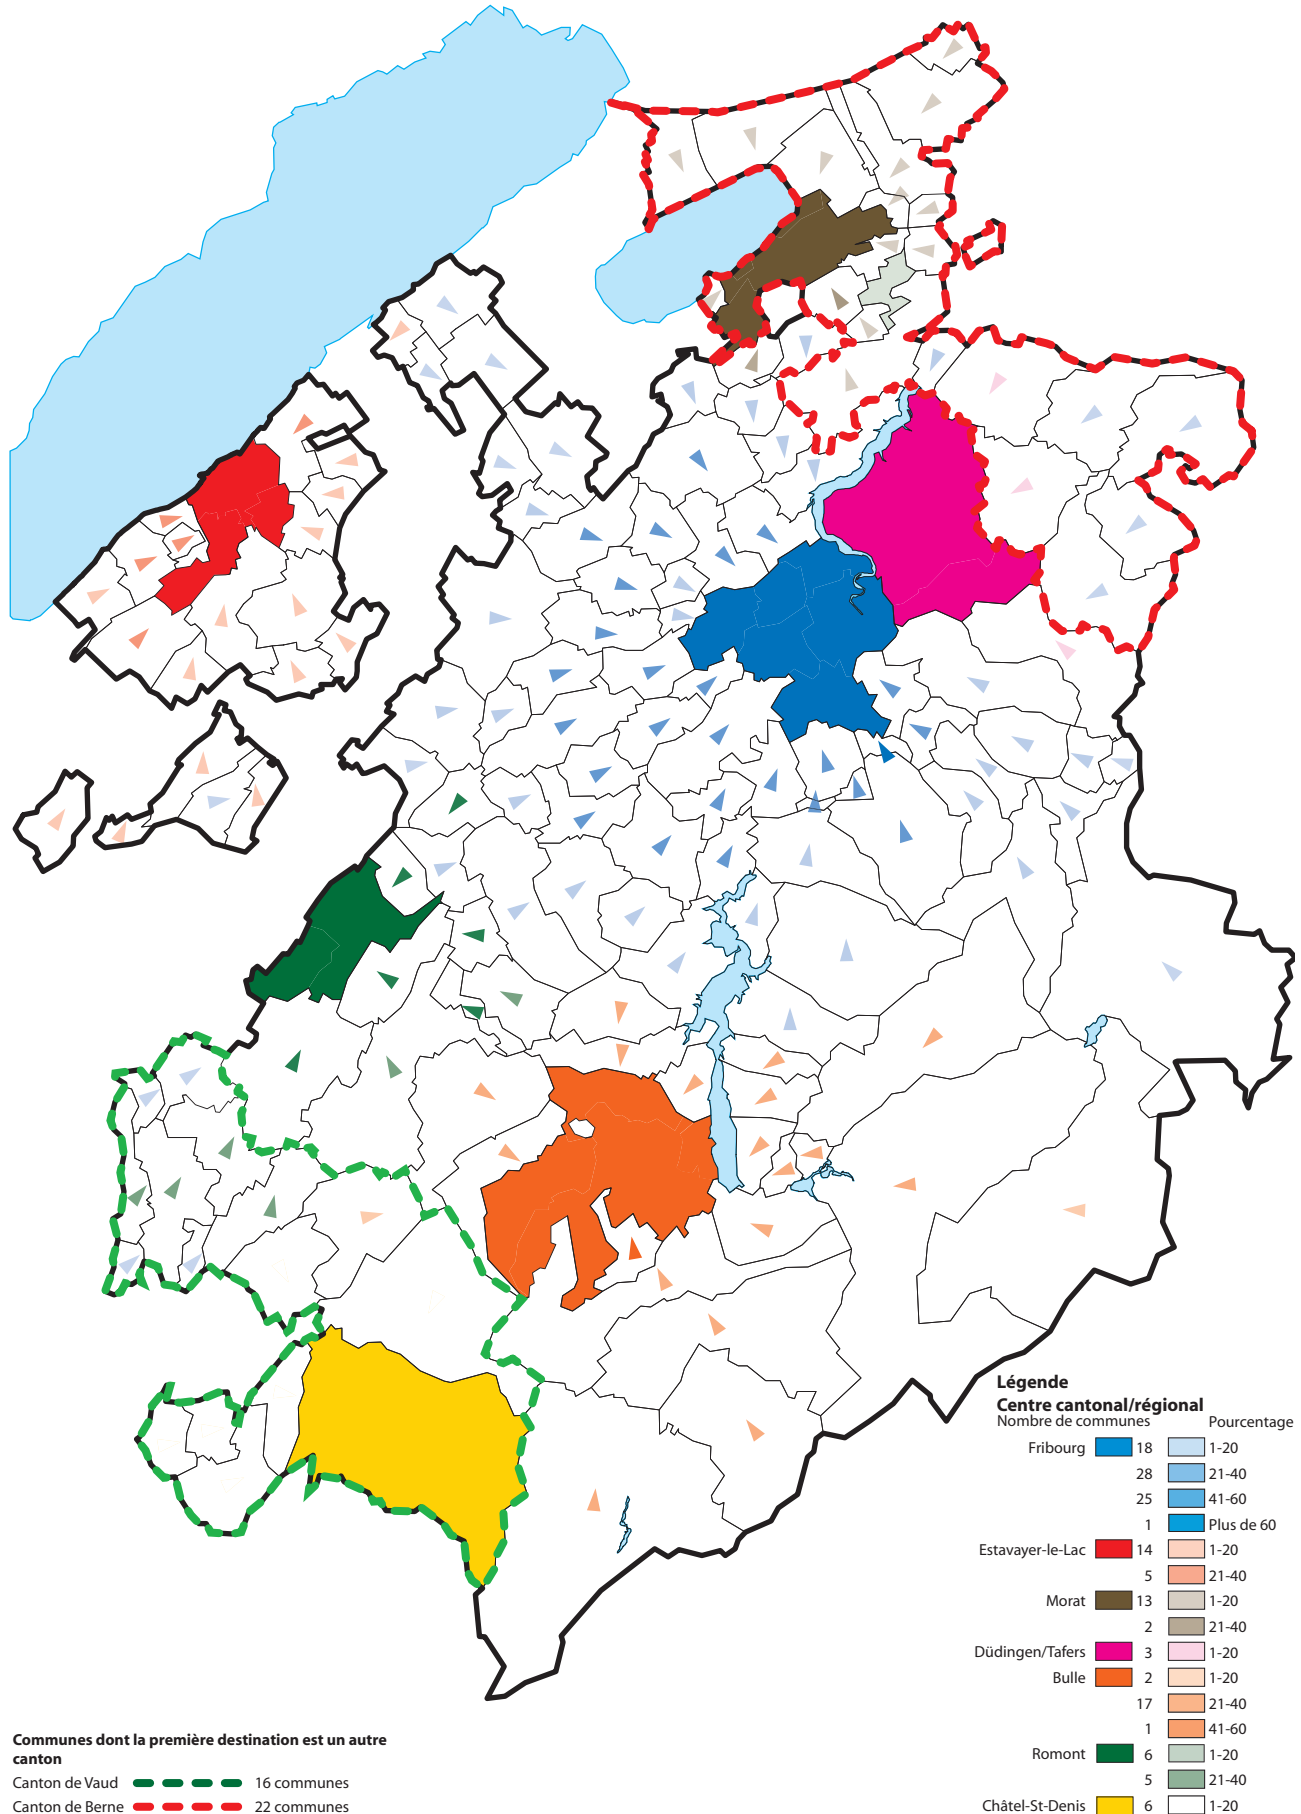 Légende
Centre cantonal/régional
Nombre de communes Pourcentage
Fribourg 18 1-20
28 21-40
25 41-60
1 Plus de 60
Estavayer-le-Lac 14 1-20
5 21-40
Morat 13 1-20
2 21-40
Düdingen/Tafers 3 1-20
Bulle 2 1-20
17 21-40
1 41-60
Romont 6 1-20
5 21-40
Châtel-St-Denis 6 1-20
Communes dont la première destination est un autre
canton
Canton de Vaud 16 communes
Canton de Berne 22 communes